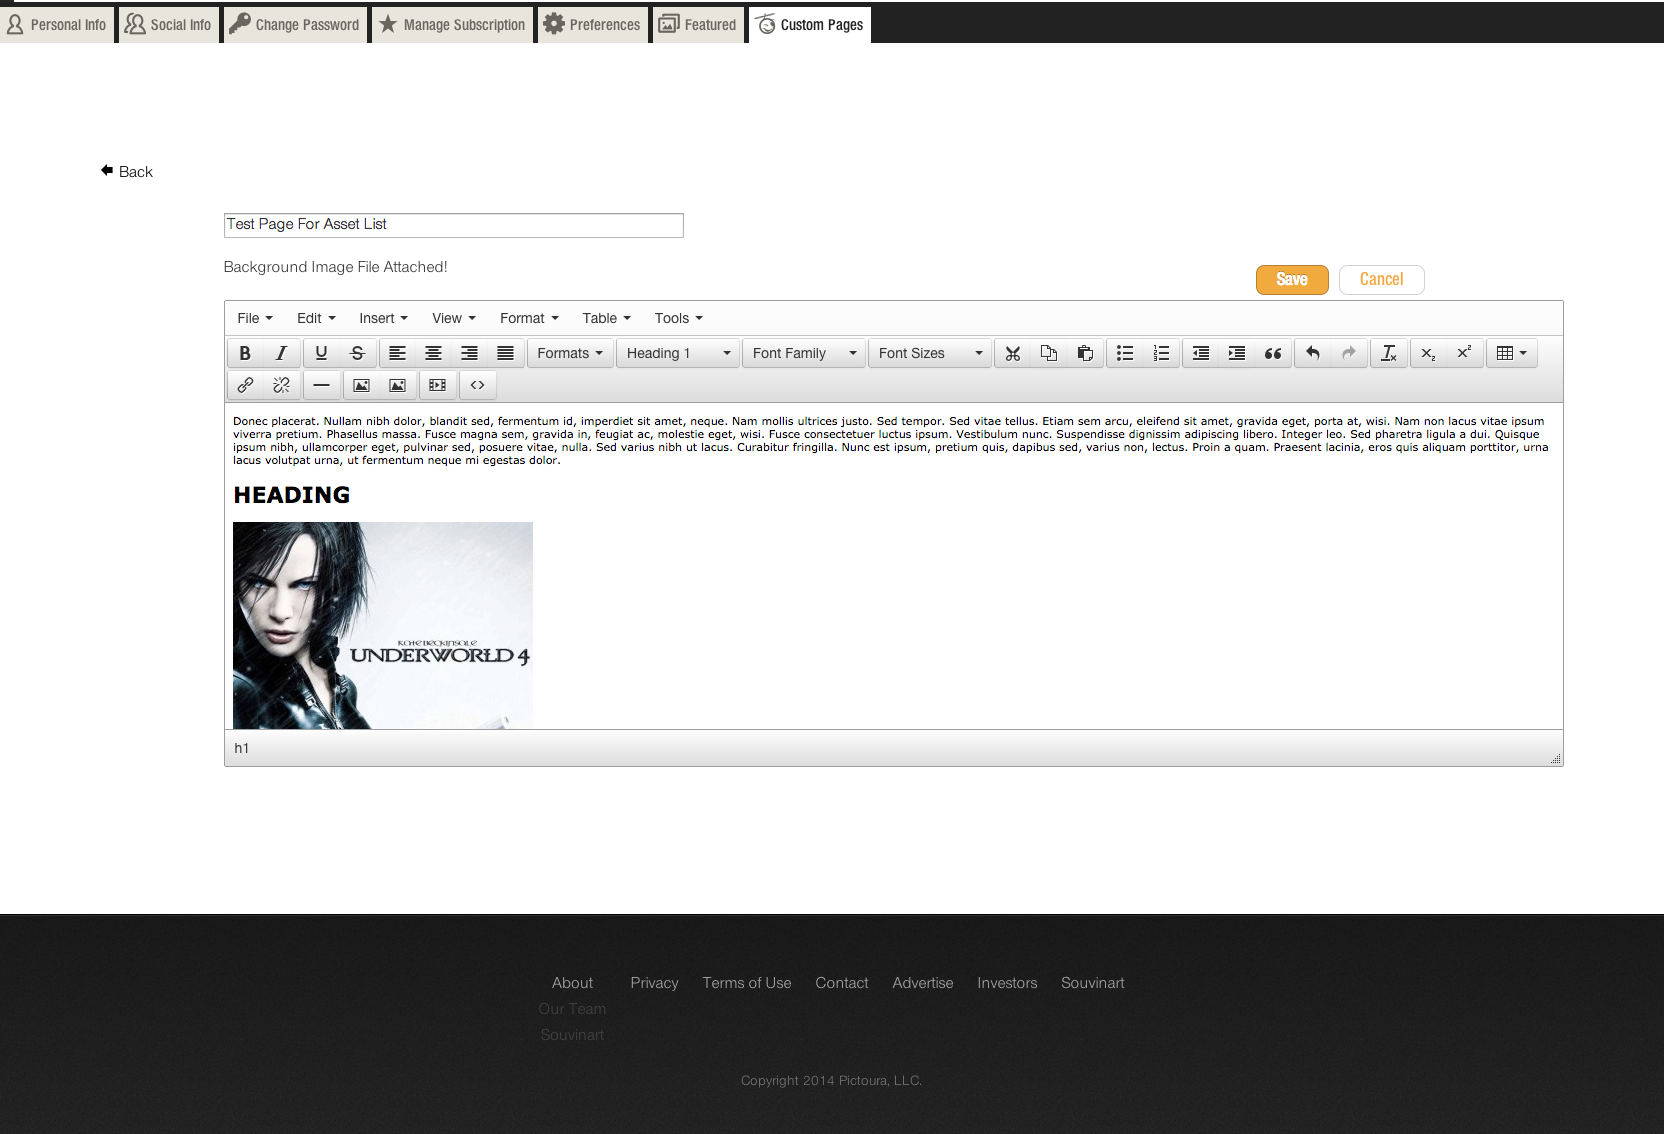 Personal Info Social Info Change Password Manage Subscription Preferences Featured Custom Pages
Back
Test Page For Asset List
Background Image File Attached!
Save Cancel
File Edit Insert View Format Table Tools
B I U S Formats Heading 1 Font Family Font Sizes
Donec placerat. Nullam nibh dolor, blandit sed, fermentum id, imperdiet sit amet, neque. Nam mollis ultrices justo. Sed tempor. Sed vitae tellus. Etiam sem arcu, eleifend sit amet, gravida eget, porta at, wisi. Nam non lacus vitae ipsum
viverra pretium. Phasellus massa. Fusce magna sem, gravida in, feugiat ac, molestie eget, wisi. Fusce consectetuer luctus ipsum. Vestibulum nunc. Suspendisse dignissim adipiscing libero. Integer leo. Sed pharetra ligula a dui. Quisque
ipsum nibh, ullamcorper eget, pulvinar sed, posuere vitae, nulla. Sed varius nibh ut lacus. Curabitur fringilla. Nunc est ipsum, pretium quis, dapibus sed, varius non, lectus. Proin a quam. Praesent lacinia, eros quis aliquam porttitor, urna
lacus volutpat urna, ut fermentum neque mi egestas dolor.
HEADING
KATE BECKINSALE
UNDERWORLD 4
h1
About Privacy Terms of Use Contact Advertise Investors Souvinart
Our Team
Souvinart
Copyright 2014 Pictoura, LLC.